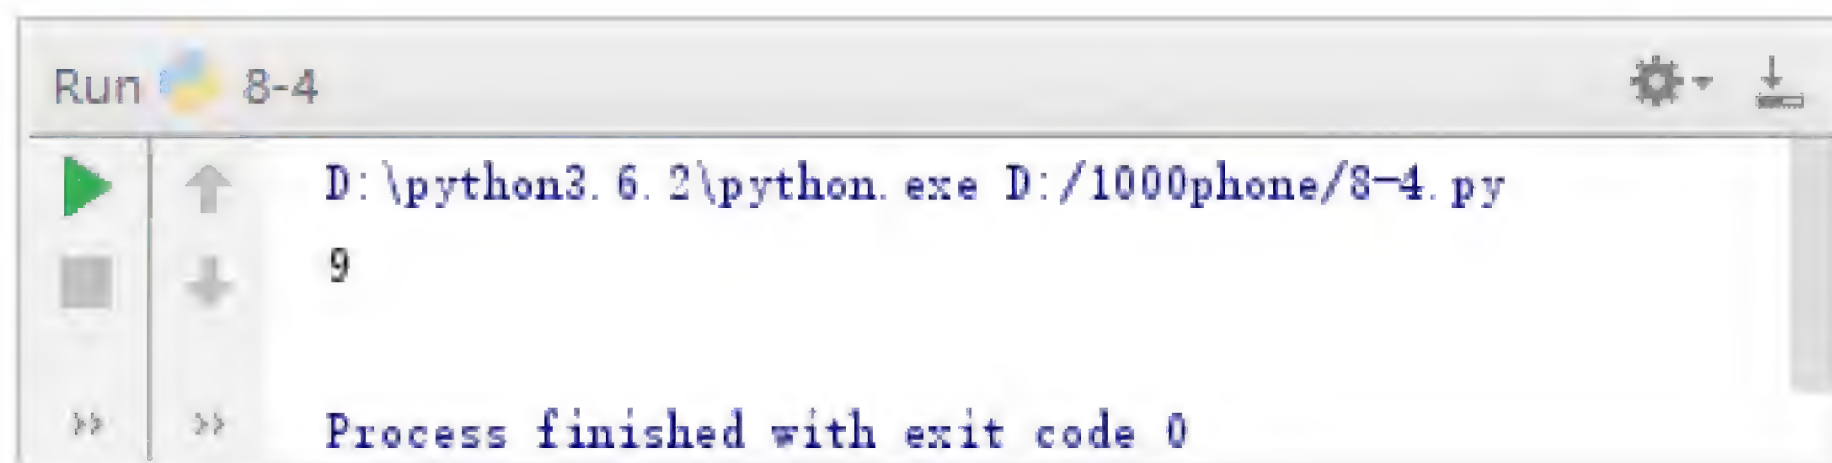 Run 8-4
D:\python3.6.2\python.exe D:/1000phone/8-4.py
9
Process finished with exit code 0